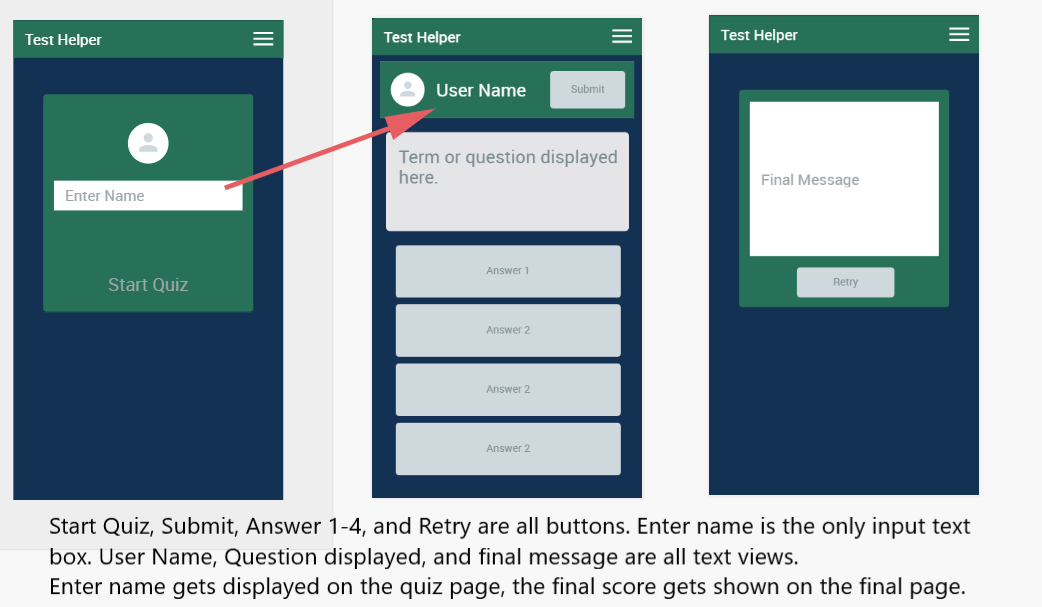 Test Helper
Enter Name
Start Quiz
Test Helper
User Name
Submit
Term or question displayed
here.
Answer 1
Answer 2
Answer 2
Answer 2
Test Helper
Final Message
Retry
Start Quiz, Submit, Answer 1-4, and Retry are all buttons. Enter name is the only input text
box. User Name, Question displayed, and final message are all text views.
Enter name gets displayed on the quiz page, the final score gets shown on the final page.